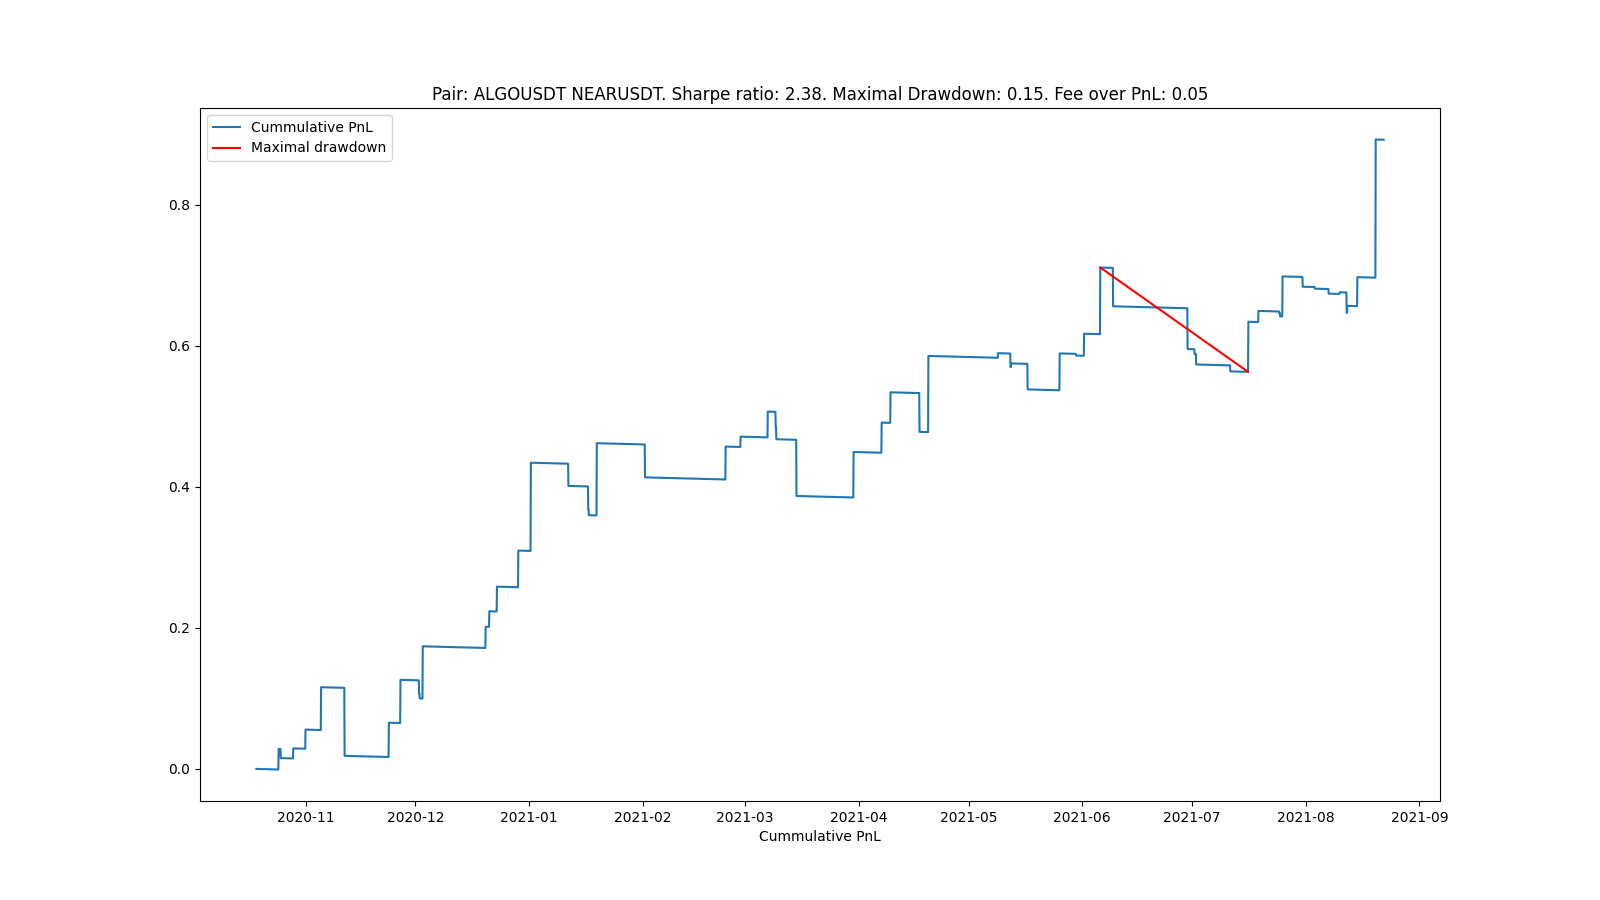 Pair: ALGOUSDT NEARUSDT. Sharpe ratio: 2.38. Maximal Drawdown: 0.15. Fee over PnL: 0.05
Cummulative PnL
Maximal drawdown
0.8
0.6
0.4
0.2
0.0
2020-11 2020-12 2021-01 2021-02 2021-03 2021-04 2021-05 2021-06 2021-07 2021-08 2021-09
Cummulative PnL